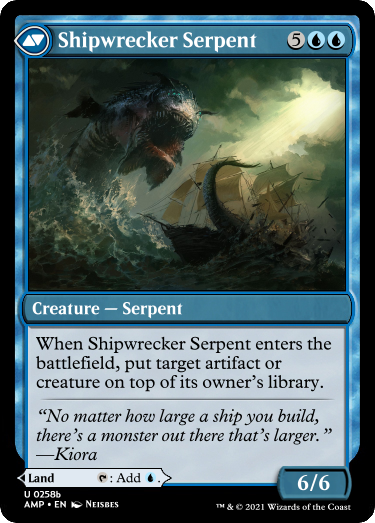 Shipwrecker Serpent 5
Creature — Serpent
When Shipwrecker Serpent enters the
battlefield, put target artifact or
creature on top of its owner's library.
“No matter how large a ship you build,
there's a monster out there that's larger.”
—Kiora
Land : Add .
6/6
U 0258b
AMP • EN Neisbes
™ & © 2021 Wizards of the Coast